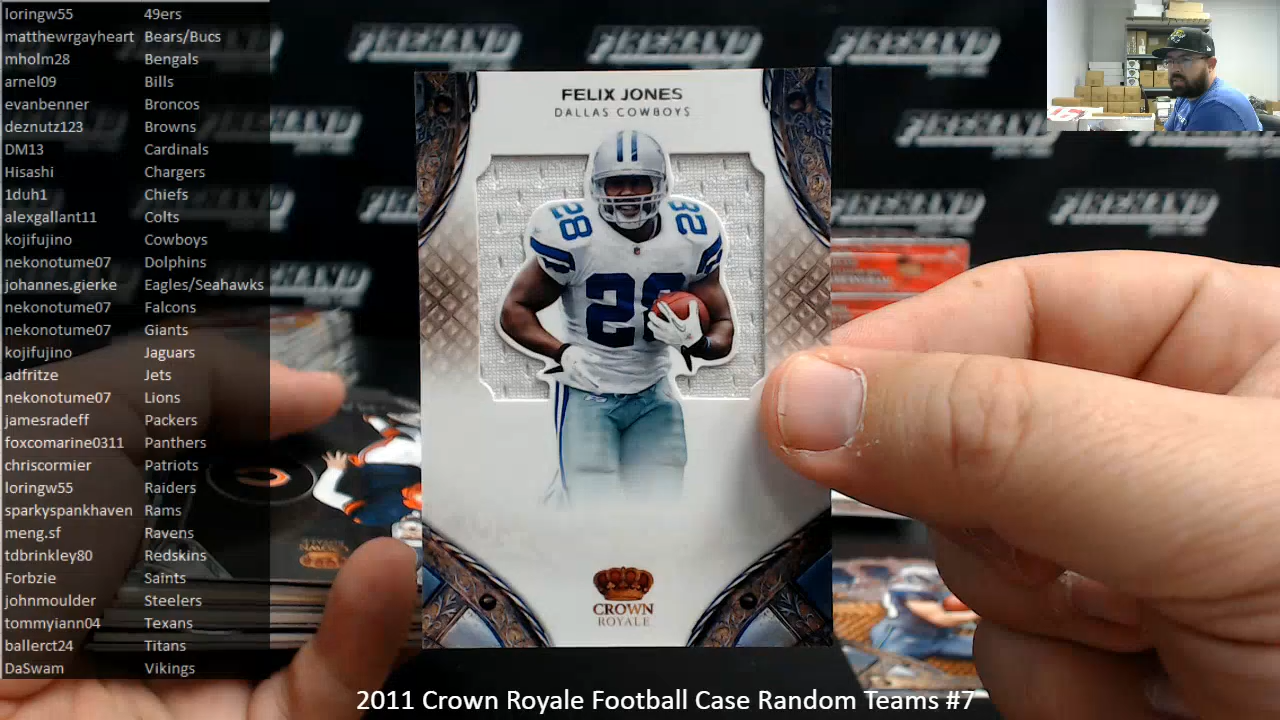 loringw55 49ers
matthewrgayheart Bears/Bucs
mholm28 Bengals
arnel09 Bills
evanbenner Broncos
deznutz123 Browns
DM13 Cardinals
Hisashi Chargers
1duh1 Chiefs
alexgallant11 Colts
kojifujino Cowboys
nekonotume07 Dolphins
johannes.gierke Eagles/Seahawks
nekonotume07 Falcons
nekonotume07 Giants
kojifujino Jaguars
adfritze Jets
nekonotume07 Lions
jamesradeff Packers
foxcomarine0311 Panthers
chriscormier Patriots
loringw55 Raiders
sparkyspankhaven Rams
meng.sf Ravens
tdbrinkley80 Redskins
Forbzie Saints
johnmoulder Steelers
tommyiann04 Texans
ballerct24 Titans
DaSwam Vikings
FELIX JONES
DALLAS COWBOYS
28
28
28
CROWN
ROYALE
2011 Crown Royale Football Case Random Teams #7